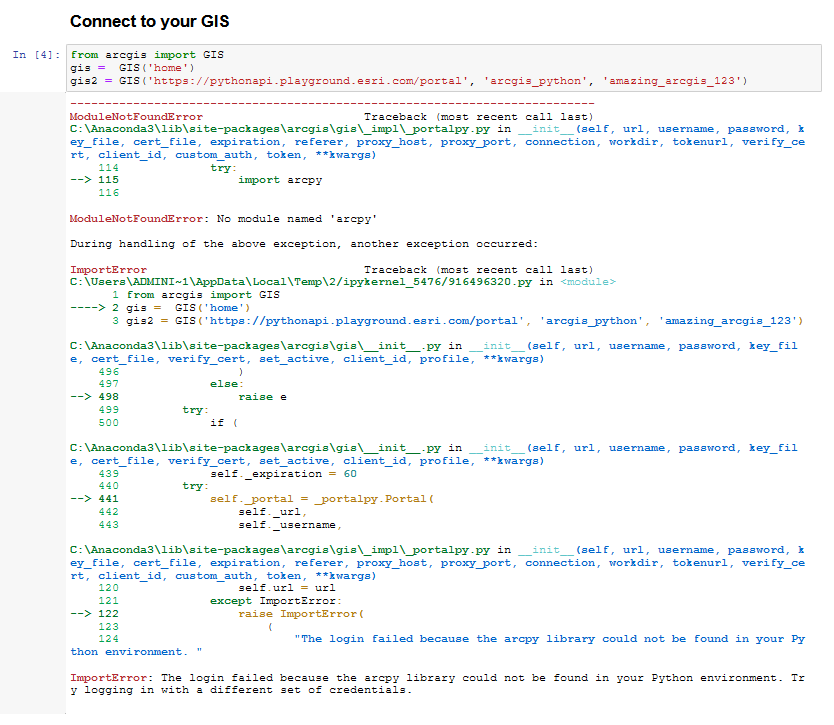 Connect to your GIS
In [4]: from arcgis import GIS
gis =  GIS('home')
gis2 = GIS('https://pythonapi.playground.esri.com/portal', 'arcgis_python', 'amazing_arcgis_123')
---------------------------------------------------------------------------
ModuleNotFoundError                       Traceback (most recent call last)
C:\Anaconda3\lib\site-packages\arcgis\gis\_impl\_portalpy.py in __init__(self, url, username, password, k
ey_file, cert_file, expiration, referer, proxy_host, proxy_port, connection, workdir, tokenurl, verify_ce
rt, client_id, custom_auth, token, **kwargs)
    114             try:
--> 115                 import arcpy
    116
ModuleNotFoundError: No module named 'arcpy'
During handling of the above exception, another exception occurred:
ImportError                               Traceback (most recent call last)
C:\Users\ADMINI~1\AppData\Local\Temp\2/ipykernel_5476/916496320.py in <module>
      1 from arcgis import GIS
----> 2 gis =  GIS('home')
      3 gis2 = GIS('https://pythonapi.playground.esri.com/portal', 'arcgis_python', 'amazing_arcgis_123')
C:\Anaconda3\lib\site-packages\arcgis\gis\__init__.py in __init__(self, url, username, password, key_fil
e, cert_file, verify_cert, set_active, client_id, profile, **kwargs)
    496                 )
    497             else:
--> 498                 raise e
    499         try:
    500             if (
C:\Anaconda3\lib\site-packages\arcgis\gis\__init__.py in __init__(self, url, username, password, key_fil
e, cert_file, verify_cert, set_active, client_id, profile, **kwargs)
    439             self._expiration = 60
    440         try:
--> 441             self._portal = _portalpy.Portal(
    442                 self._url,
    443                 self._username,
C:\Anaconda3\lib\site-packages\arcgis\gis\_impl\_portalpy.py in __init__(self, url, username, password, k
ey_file, cert_file, expiration, referer, proxy_host, proxy_port, connection, workdir, tokenurl, verify_ce
rt, client_id, custom_auth, token, **kwargs)
    120                 self.url = url
    121             except ImportError:
--> 122                 raise ImportError(
    123                     (
    124                         "The login failed because the arcpy library could not be found in your Py
thon environment. "
ImportError: The login failed because the arcpy library could not be found in your Python environment. Tr
y logging in with a different set of credentials.